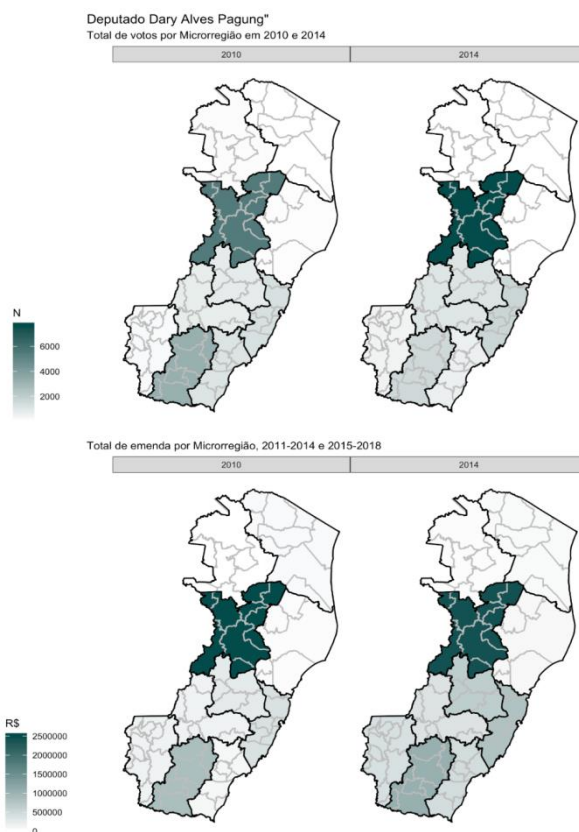 Deputado Dary Alves Pagung"
Total de votos por Microrregião em 2010 e 2014
2010
2014
N
6000
4000
2000
Total de emenda por Microrregião, 2011-2014 e 2015-2018
2010
2014
R$
2500000
2000000
1500000
1000000
500000
0